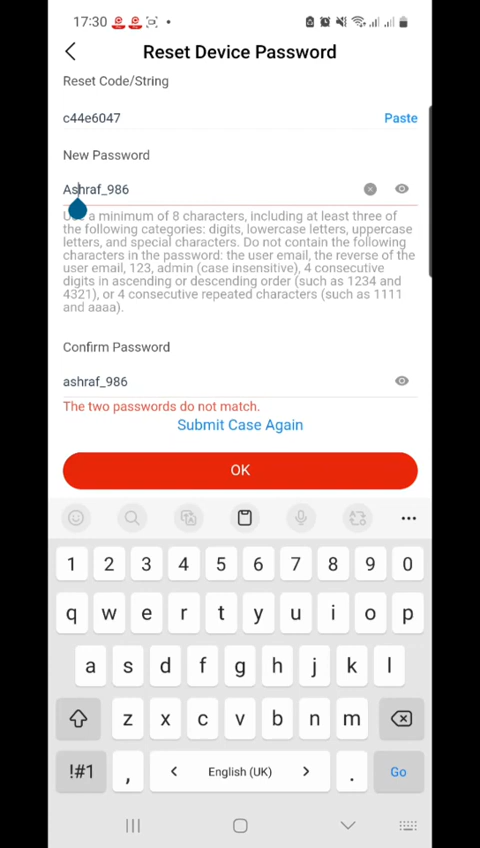 17:30
Reset Device Password
Reset Code/String
c44e6047
Paste
New Password
Ashraf_986
a minimum of 8 characters, including at least three of
the following categories: digits, lowercase letters, uppercase
letters, and special characters. Do not contain the following
characters in the password: the user email, the reverse of the
user email, 123, admin (case insensitive), 4 consecutive
digits in ascending or descending order (such as 1234 and
4321), or 4 consecutive repeated characters (such as 1111
and aaaa).
Confirm Password
ashraf_986
The two passwords do not match.
Submit Case Again
OK
1 2 3 4 5 6 7 8 9 0
q w e r t y u i o p
a s d f g h j k l
z x c v b n m
!#1 , < English (UK) > . Go